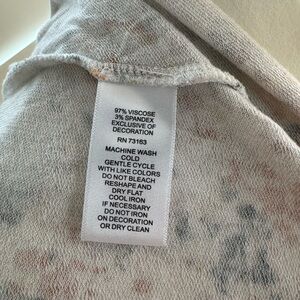 97% VISCOSE
3% SPANDEX
EXCLUSIVE OF
DECORATION
RN 73163
MACHINE WASH
COLD
GENTLE CYCLE
WITH LIKE COLORS
DO NOT BLEACH
RESHAPE AND
DRY FLAT
COOL IRON
IF NECESSARY
DO NOT IRON
ON DECORATION
OR DRY CLEAN